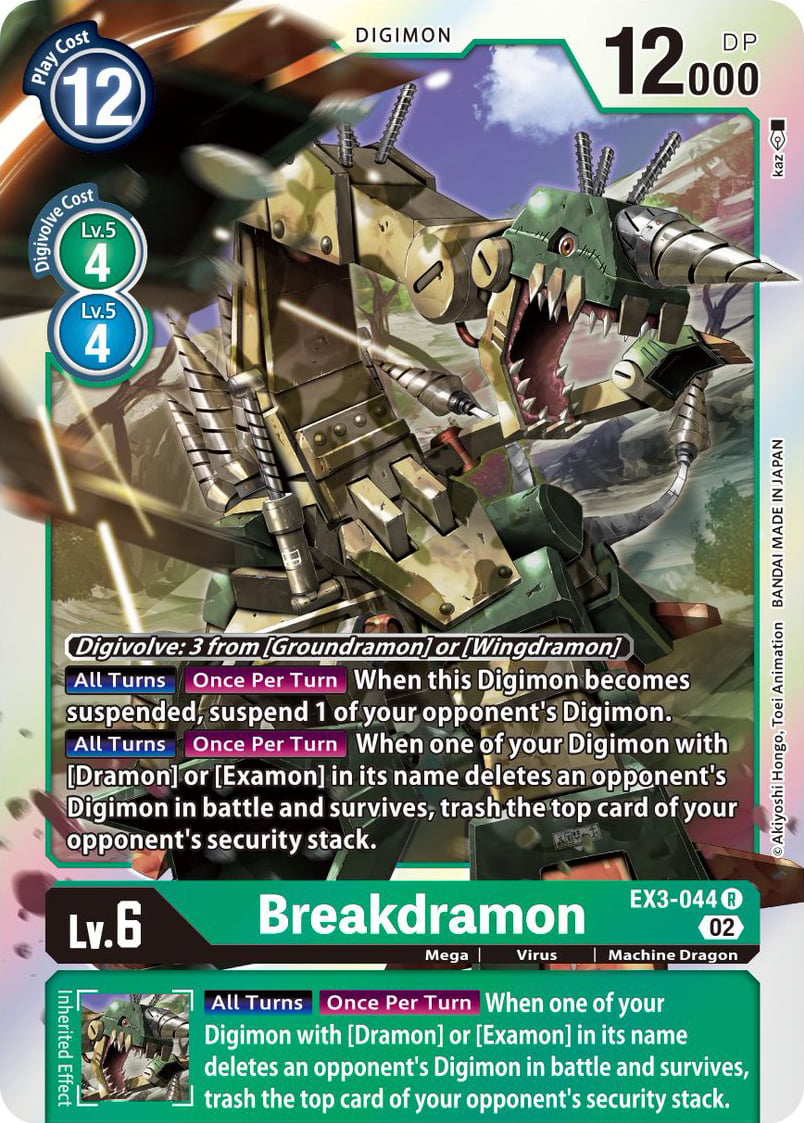 DIGIMON
Play Cost
12
12000
DP
kaz
Digivolve Cost
Lv.5
4
Lv.5
4
Digivolve: 3 from [Groundramon] or [Wingdramon]
All Turns Once Per Turn When this Digimon becomes
suspended, suspend 1 of your opponent's Digimon.
All Turns Once Per Turn When one of your Digimon with
[Dramon] or [Examon] in its name deletes an opponent's
Digimon in battle and survives, trash the top card of your
opponent's security stack.
©Akiyoshi Hongo, Toei Animation BANDAI MADE IN JAPAN
Lv.6
Breakdramon
EX3-044 R
02
Mega | Virus | Machine Dragon
Inherited Effect
All Turns Once Per Turn When one of your
Digimon with [Dramon] or [Examon] in its name
deletes an opponent's Digimon in battle and survives,
trash the top card of your opponent's security stack.